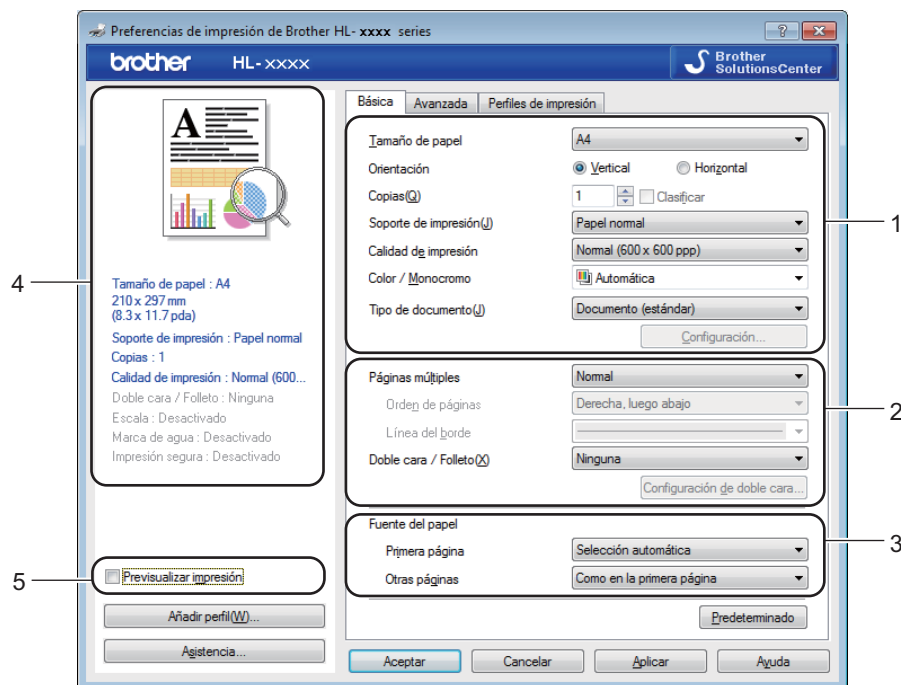 Preferencias de impresión de Brother HL- xxxx series
brother HL- xxxx
Brother
SolutionsCenter
A
Tamaño de papel : A4
210 x 297 mm
(8.3 x 11.7 pda)
Soporte de impresión : Papel normal
Copias : 1
Calidad de impresión : Normal (600...
Doble cara / Folleto : Ninguna
Escala : Desactivado
Marca de agua : Desactivado
Impresión segura : Desactivado
4
Previsualizar impresión
5
Añadir perfil(W)...
Asistencia...
Básica Avanzada Perfiles de impresión
Tamaño de papel A4
Orientación Vertical Horizontal
Copias(Q) 1 Clasificar
Soporte de impresión(J) Papel normal
Calidad de impresión Normal (600 x 600 ppp)
Color / Monocromo Automática
Tipo de documento(J) Documento (estándar)
Configuración...
1
Páginas múltiples Normal
Orden de páginas Derecha, luego abajo
Línea del borde
Doble cara / Folleto(X) Ninguna
Configuración de doble cara...
2
Fuente del papel
Primera página Selección automática
Otras páginas Como en la primera página
3
Predeterminado
Aceptar Cancelar Aplicar Ayuda